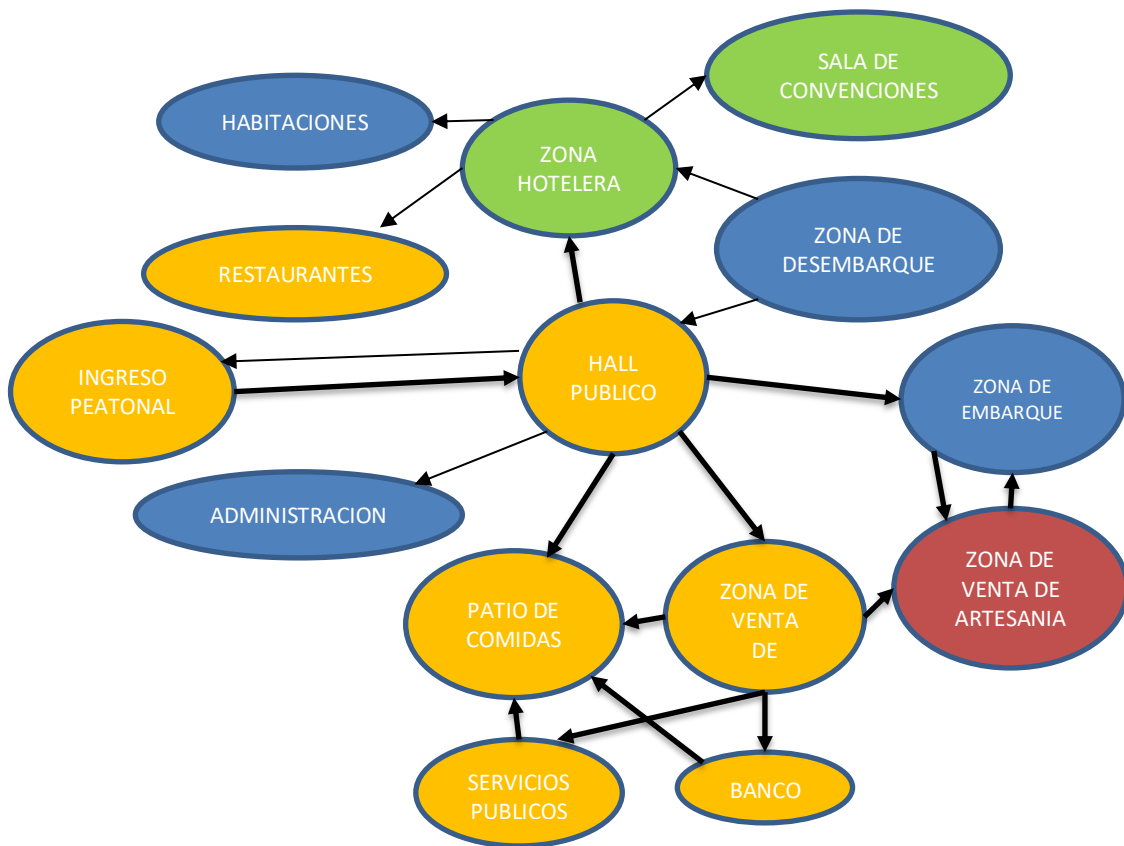 SALA DE
CONVENCIONES
HABITACIONES
ZONA
HOTELERA
ZONA DE
DESEMBARQUE
RESTAURANTES
HALL
PUBLICO
INGRESO
PEATONAL
ZONA DE
EMBARQUE
ADMINISTRACION
ZONA DE
VENTA DE
ARTESANIA
PATIO DE
COMIDAS
ZONA DE
VENTA
DE
SERVICIOS
PUBLICOS
BANCO